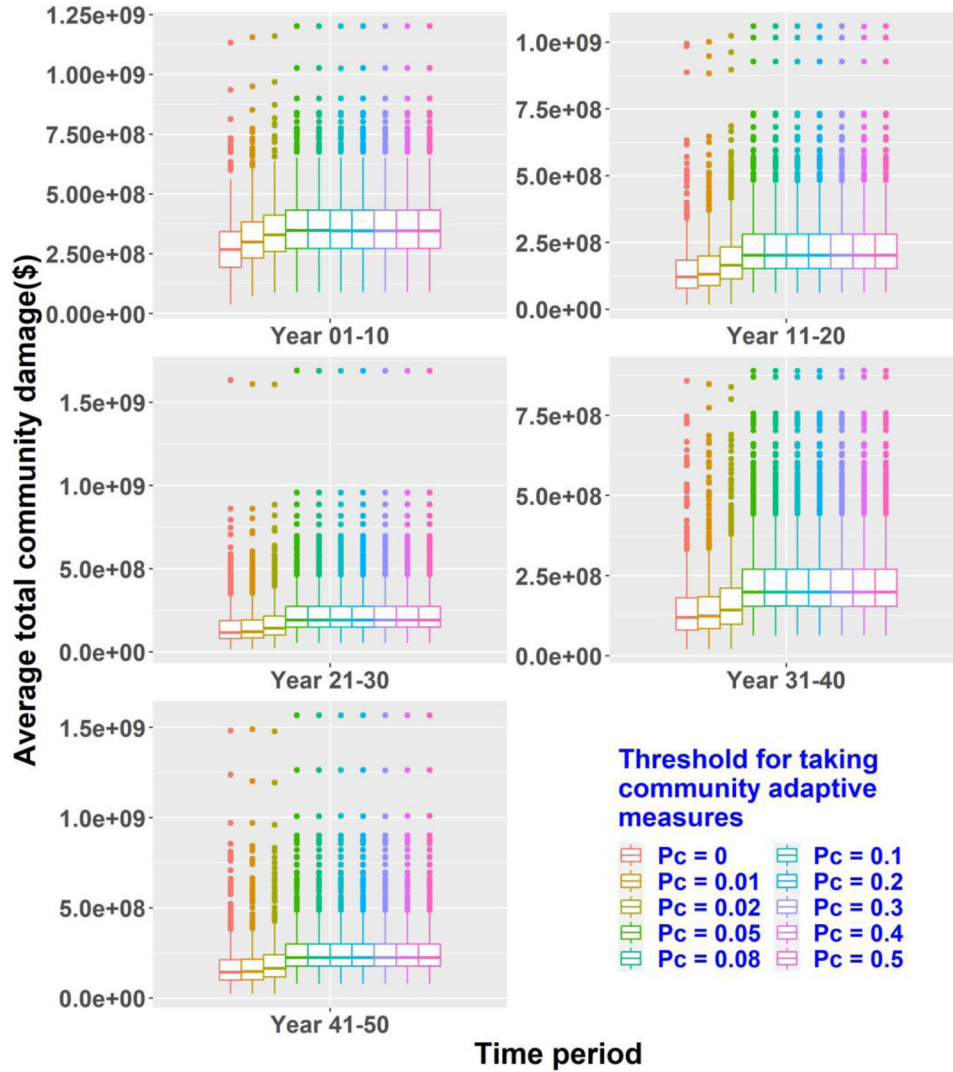 Average total community damage($)
1.25e+09
1.00e+09
7.50e+08
5.00e+08
2.50e+08
0.00e+00
Year 01-10
1.0e+09
7.5e+08
5.0e+08
2.5e+08
0.0e+00
Year 11-20
1.5e+09
1.0e+09
5.0e+08
0.0e+00
Year 21-30
7.5e+08
5.0e+08
2.5e+08
0.0e+00
Year 31-40
1.5e+09
1.0e+09
5.0e+08
0.0e+00
Year 41-50
Threshold for taking
community adaptive
measures
Pc = 0
Pc = 0.01
Pc = 0.02
Pc = 0.05
Pc = 0.08
Pc = 0.1
Pc = 0.2
Pc = 0.3
Pc = 0.4
Pc = 0.5
Time period